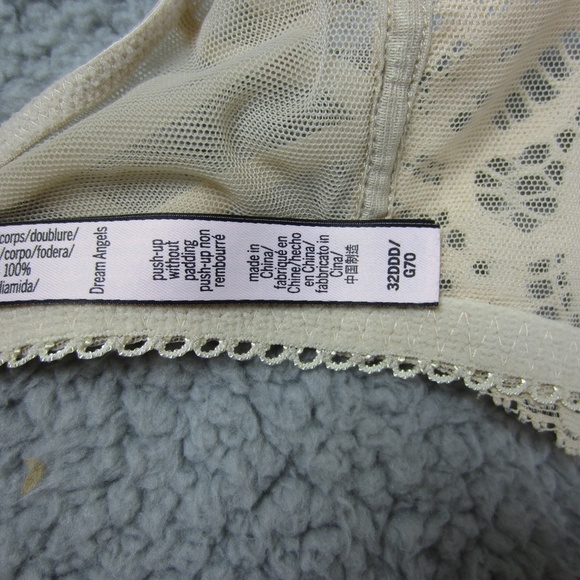 corps/doublure/
/corpo/fodera/
100%
liamida/
Dream Angels
push-up
without
padding
push-up non
rembourré
made in
China/
fabriqué en
Chine/hecho
en China/
fabbricato in
Cina/
中国制造
32DDD/
G70